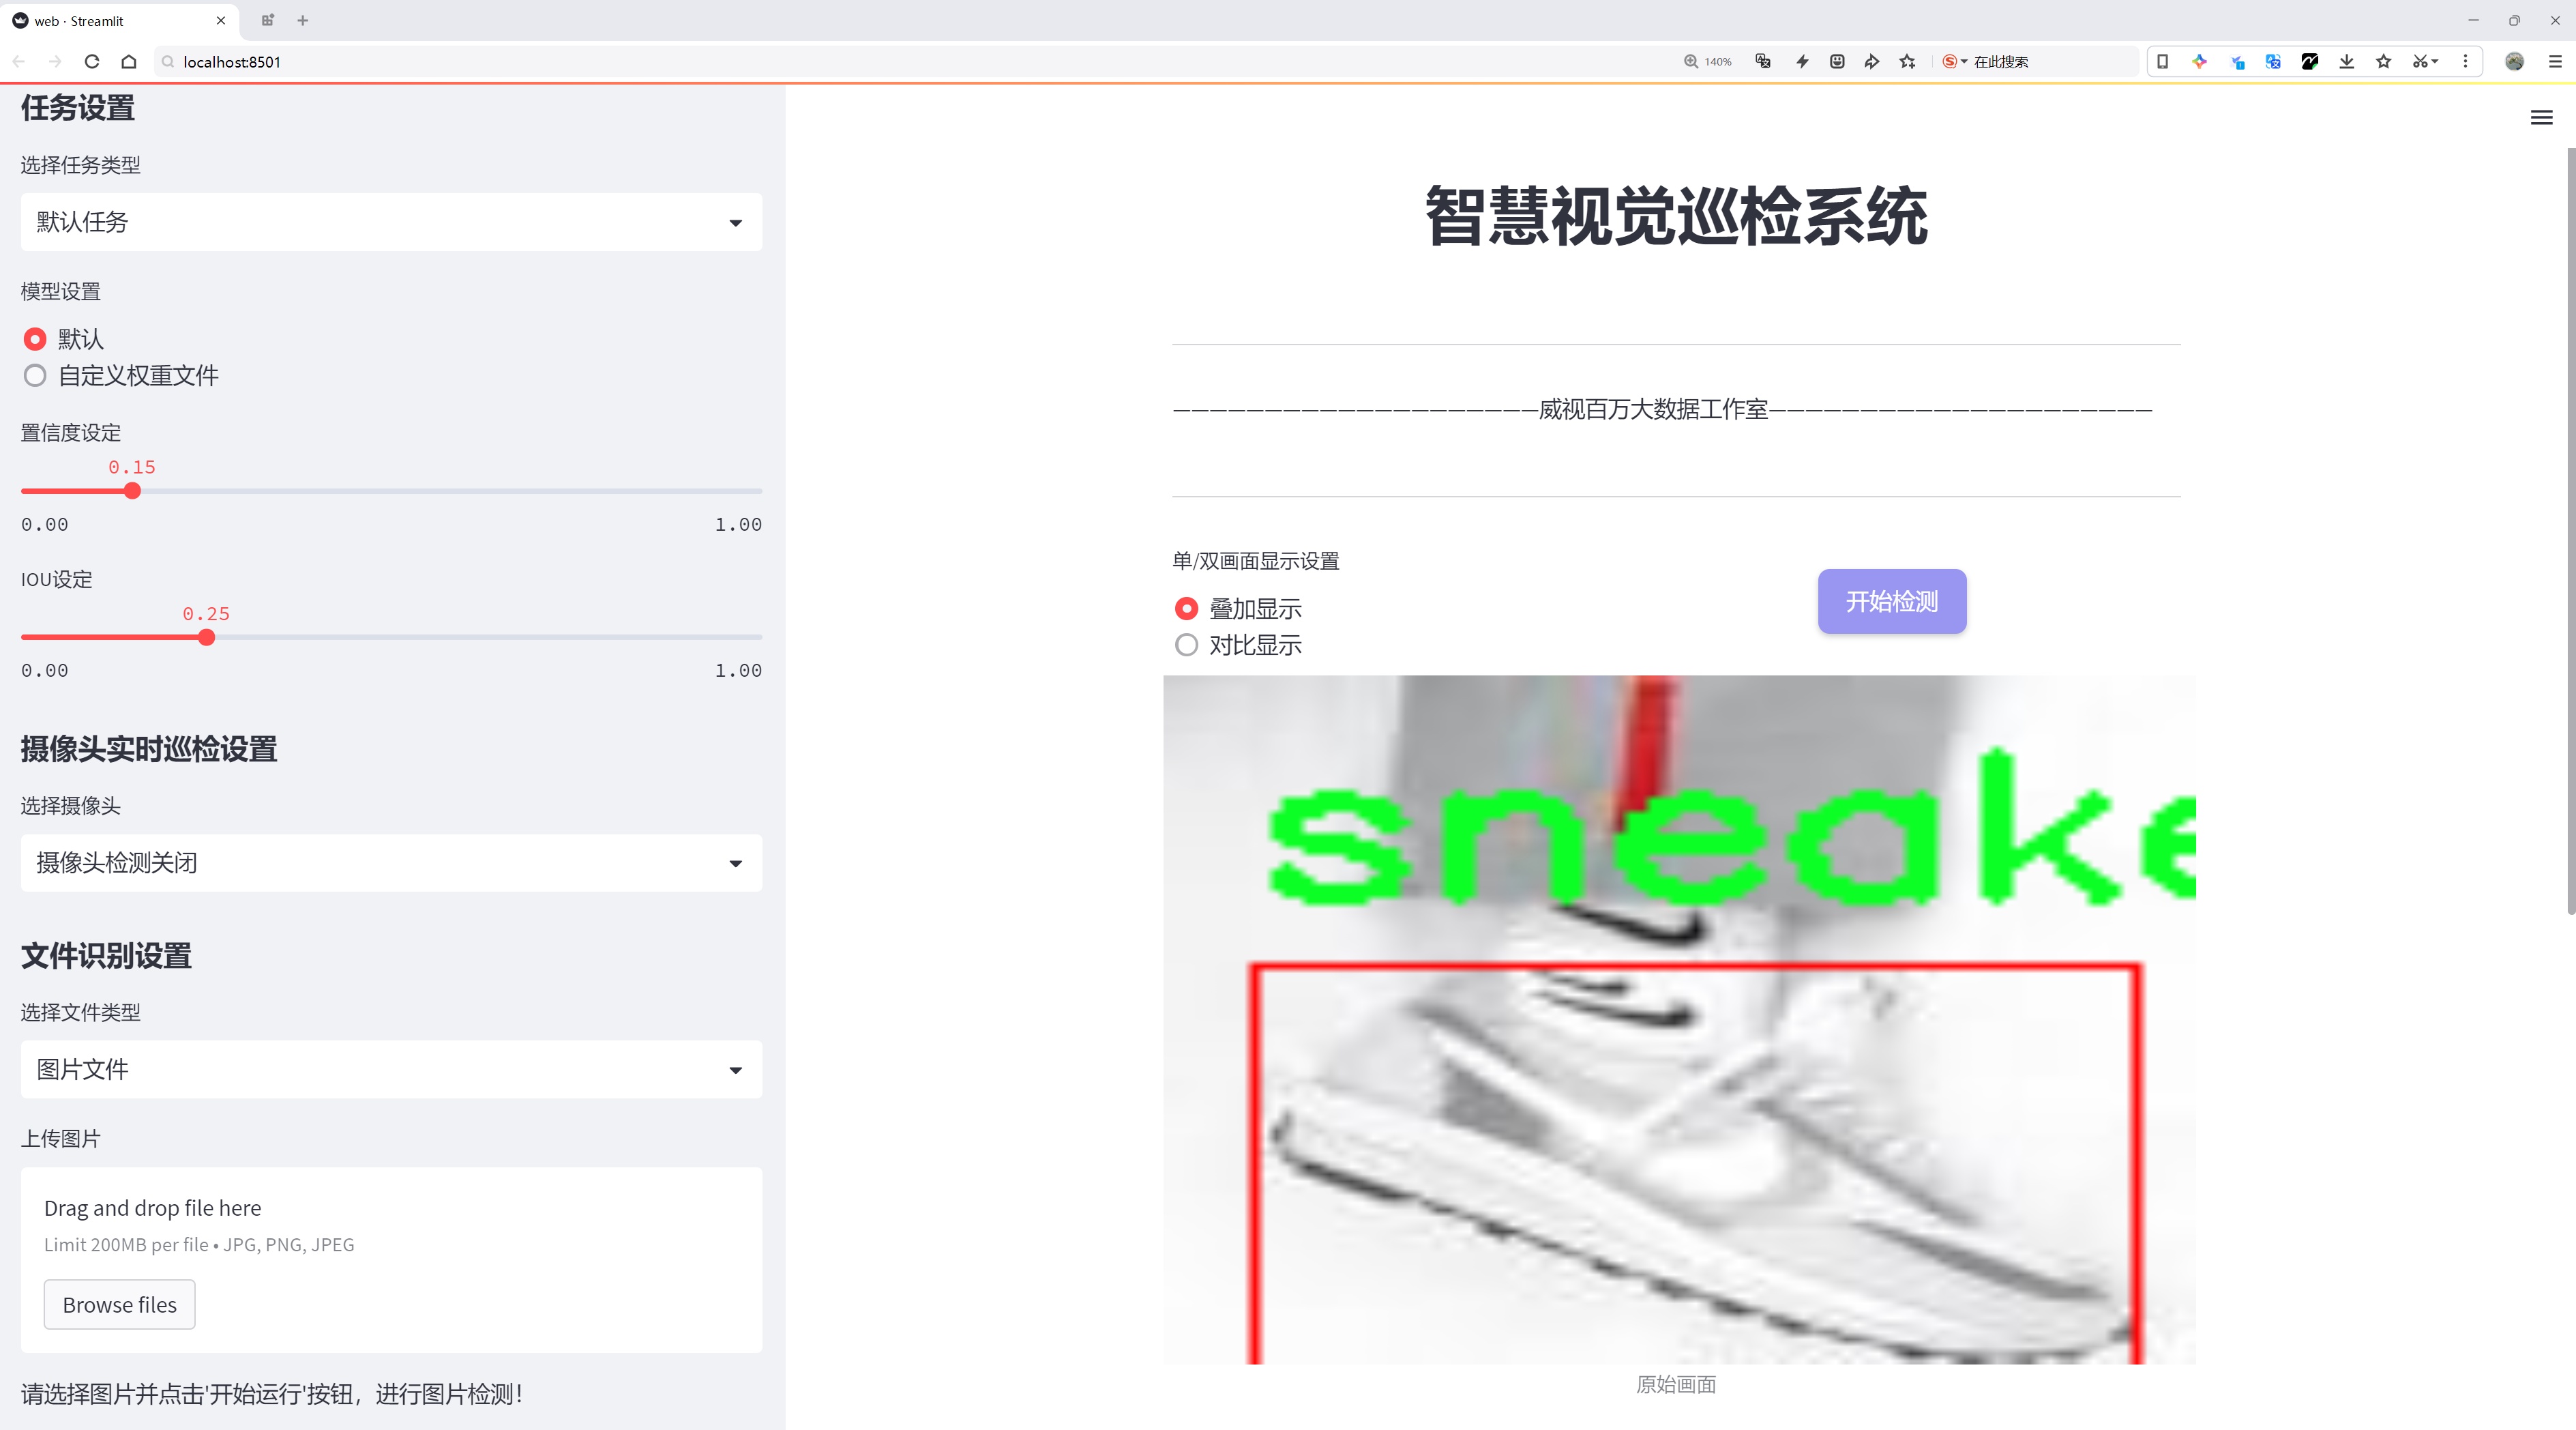 web · Streamlit
localhost:8501
140%
在此搜索
任务设置
选择任务类型
默认任务
模型设置
默认
自定义权重文件
置信度设定
0.15
0.00
1.00
IOU设定
0.25
0.00
1.00
摄像头实时巡检设置
选择摄像头
摄像头检测关闭
文件识别设置
选择文件类型
图片文件
上传图片
Drag and drop file here
Limit 200MB per file • JPG, PNG, JPEG
Browse files
请选择图片并点击'开始运行'按钮，进行图片检测！
智慧视觉巡检系统
————————————————————威视百万大数据工作室—————————————————————
单/双画面显示设置
叠加显示
对比显示
开始检测
sneake
原始画面